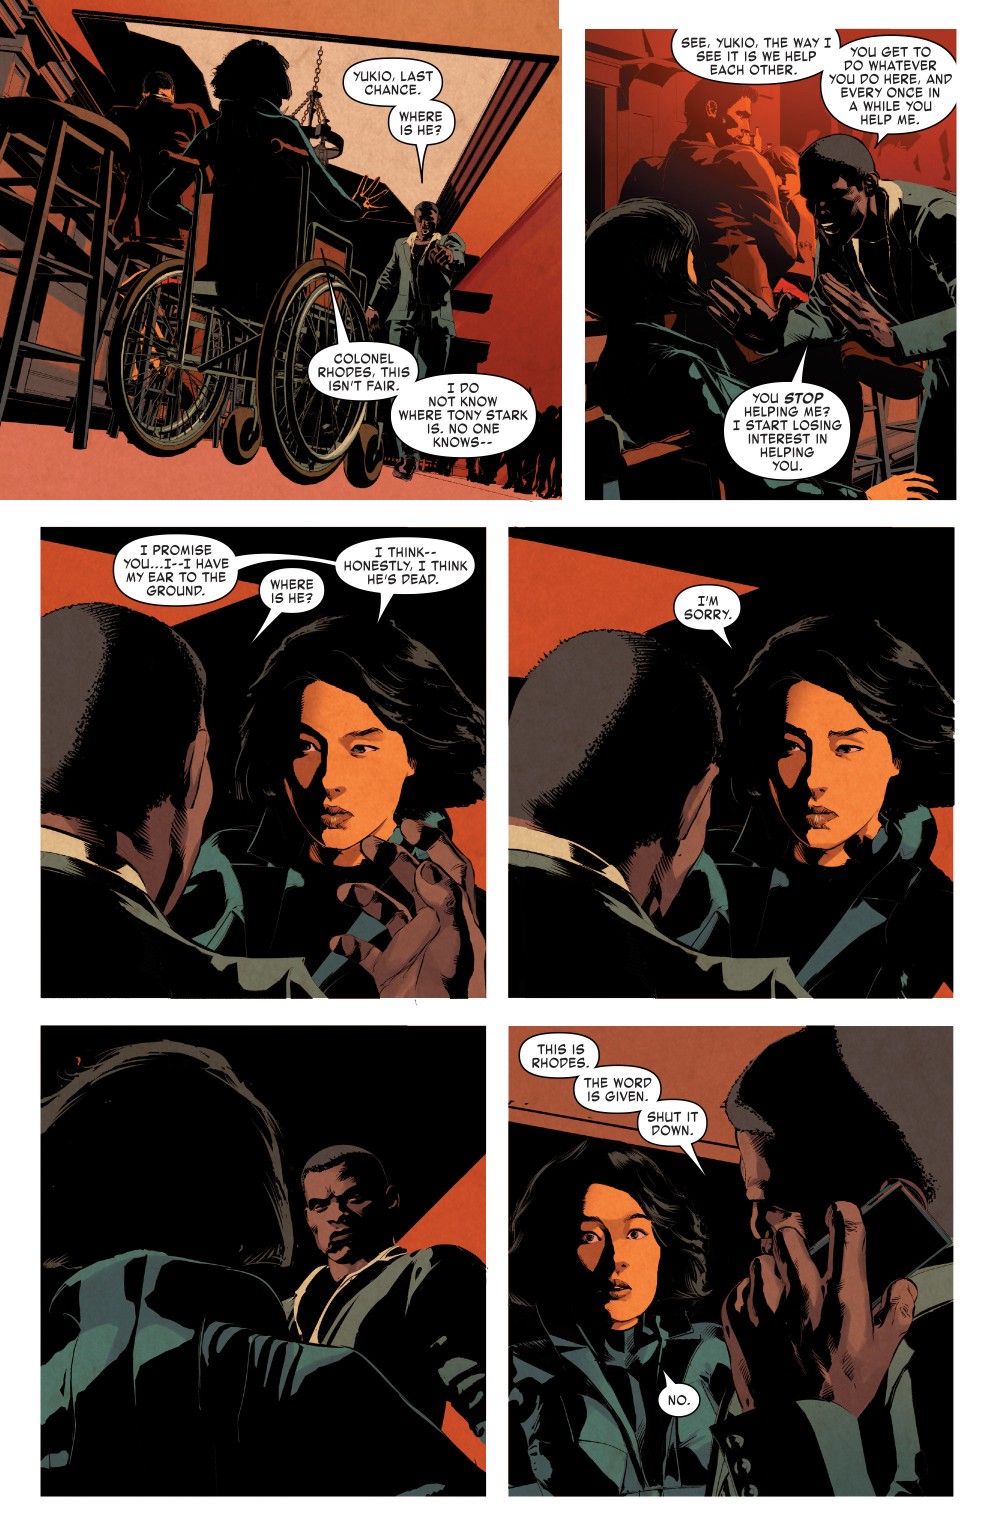 YUKIO, LAST
CHANCE.
WHERE
IS HE?
COLONEL
RHODES, THIS
ISN'T FAIR.
I DO
NOT KNOW
WHERE TONY STARK
IS. NO ONE
KNOWS--
SEE, YUKIO, THE WAY I
SEE IT IS WE HELP
EACH OTHER.
YOU GET TO
DO WHATEVER
YOU DO HERE, AND
EVERY ONCE IN
A WHILE YOU
HELP ME.
YOU STOP
HELPING ME?
I START LOSING
INTEREST IN
HELPING
YOU.
I PROMISE
YOU...I--I HAVE
MY EAR TO THE
GROUND.
WHERE
IS HE?
I THINK--
HONESTLY, I THINK
HE'S DEAD.
I'M
SORRY.
THIS IS
RHODES.
THE WORD
IS GIVEN.
SHUT IT
DOWN.
NO.